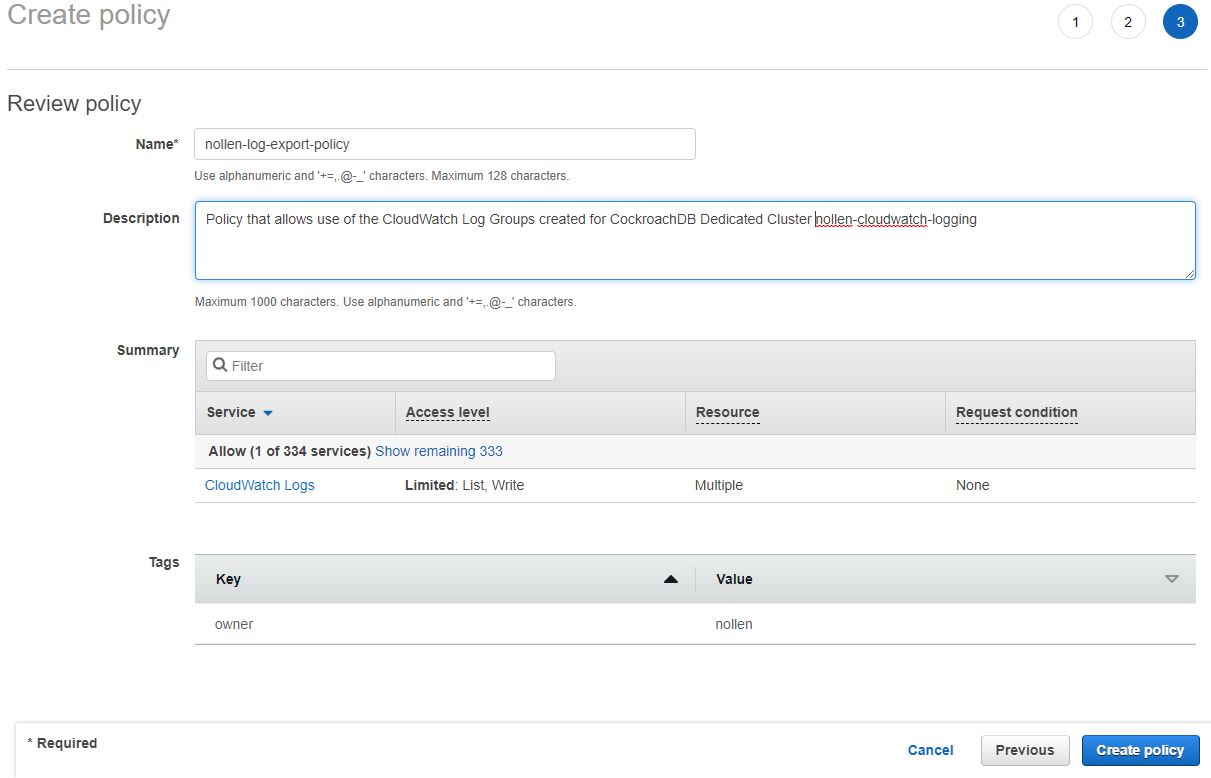 Create policy
1 2 3
Review policy
Name* nollen-log-export-policy
Use alphanumeric and '+=,.@-_' characters. Maximum 128 characters.
Description Policy that allows use of the CloudWatch Log Groups created for CockroachDB Dedicated Cluster nollen-cloudwatch-logging
Maximum 1000 characters. Use alphanumeric and '+=,.@-_' characters.
Summary
Filter
Service Access level Resource Request condition
Allow (1 of 334 services) Show remaining 333
CloudWatch Logs Limited: List, Write Multiple None
Tags
Key Value
owner nollen
* Required
Cancel Previous Create policy